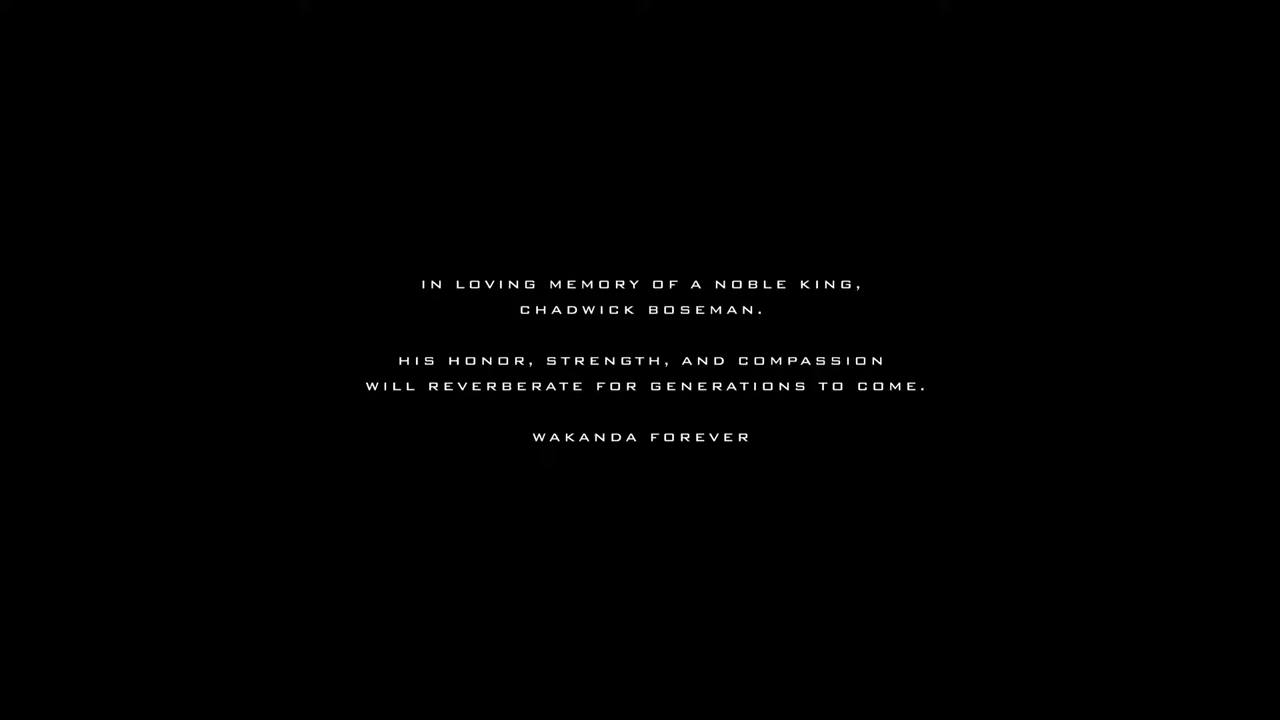 IN LOVING MEMORY OF A NOBLE KING,
CHADWICK BOSEMAN.
HIS HONOR, STRENGTH, AND COMPASSION
WILL REVERBERATE FOR GENERATIONS TO COME.
WAKANDA FOREVER